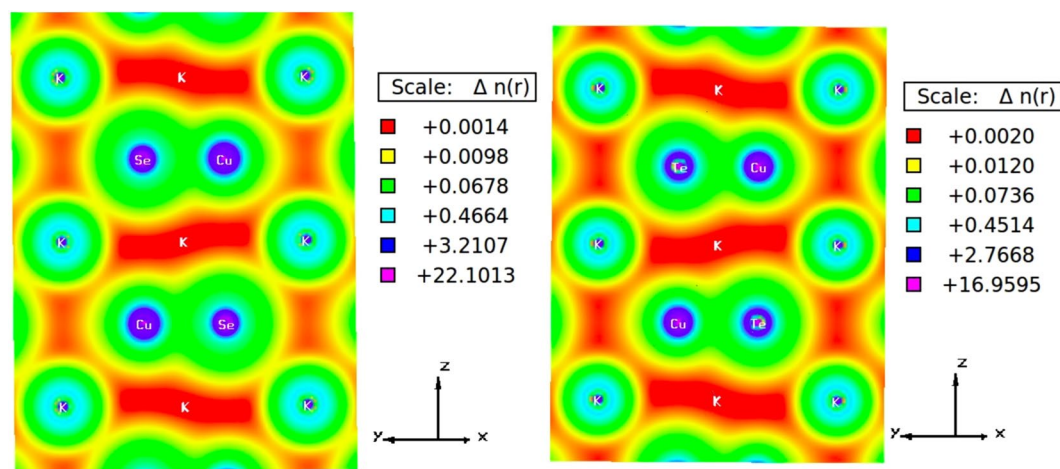 K K K
Se Cu
K K K
Cu Se
K K K
Scale: Δ n(r)
+0.0014
+0.0098
+0.0678
+0.4664
+3.2107
+22.1013
z
y x
K K K
Te Cu
K K K
Cu Te
K K K
Scale: Δ n(r)
+0.0020
+0.0120
+0.0736
+0.4514
+2.7668
+16.9595
z
y x